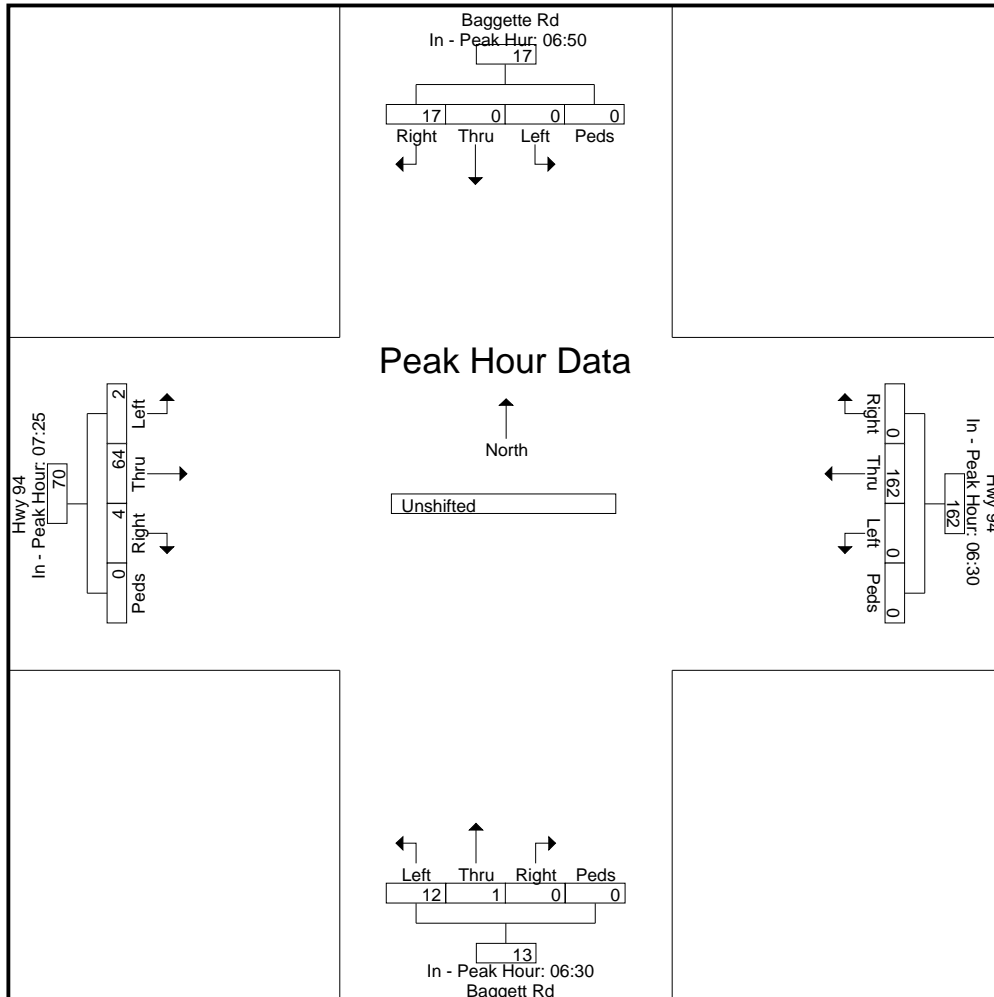 Baggette Rd
In - Peak Hur: 06:50
17
17 0 0 0
Right Thru Left Peds
Peak Hour Data
North
Unshifted
Hwy 94
In - Peak Hour: 07:25
70
2 64 4 0
Left Thru Right Peds
Right Thru Left Peds
0 162 0 0
162
In - Peak Hour: 06:30
Hwy 94
Left Thru Right Peds
12 1 0 0
13
In - Peak Hour: 06:30
Baggett Rd